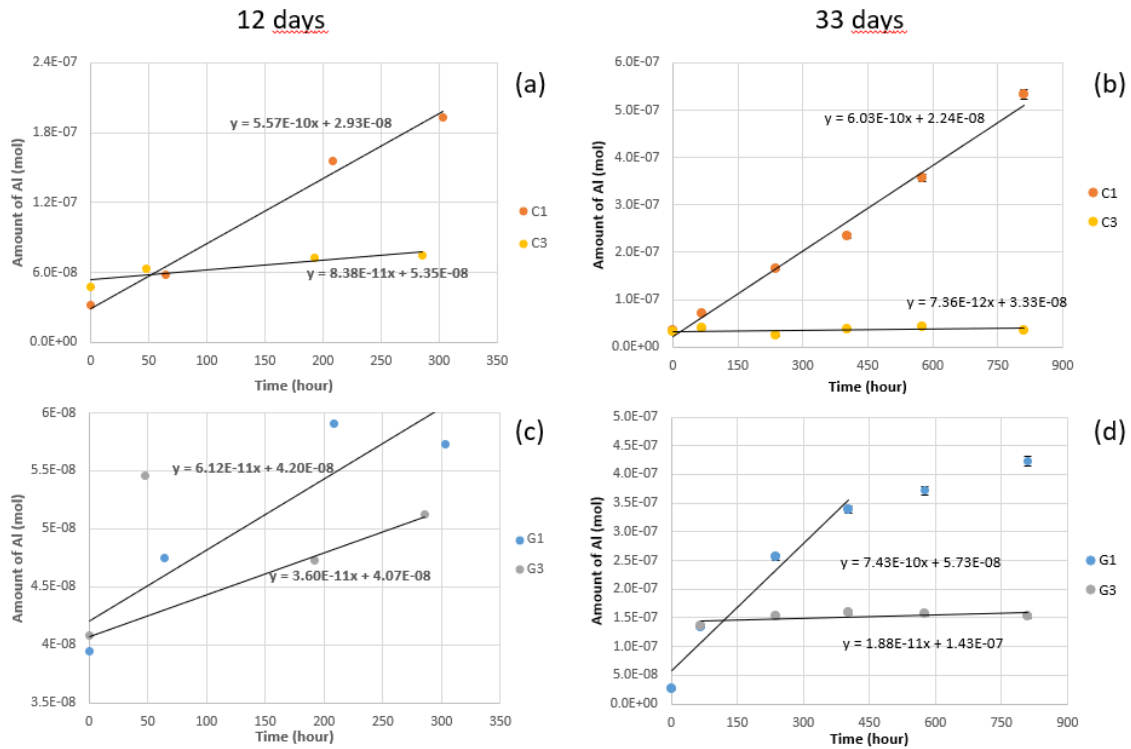 12 days
33 days
(a)
Amount of Al (mol)
2.4E-07
1.8E-07
1.2E-07
6.0E-08
0.0E+00
y = 5.57E-10x + 2.93E-08
y = 8.38E-11x + 5.35E-08
0 50 100 150 200 250 300 350
Time (hour)
C1
C3
(b)
Amount of Al (mol)
6.0E-07
5.0E-07
4.0E-07
3.0E-07
2.0E-07
1.0E-07
0.0E+00
y = 6.03E-10x + 2.24E-08
y = 7.36E-12x + 3.33E-08
0 150 300 450 600 750 900
Time (hour)
C1
C3
(c)
Amount of Al (mol)
6E-08
5.5E-08
5E-08
4.5E-08
4E-08
3.5E-08
y = 6.12E-11x + 4.20E-08
y = 3.60E-11x + 4.07E-08
0 50 100 150 200 250 300 350
Time (hour)
G1
G3
(d)
Amount of Al (mol)
5.0E-07
4.5E-07
4.0E-07
3.5E-07
3.0E-07
2.5E-07
2.0E-07
1.5E-07
1.0E-07
5.0E-08
0.0E+00
y = 7.43E-10x + 5.73E-08
y = 1.88E-11x + 1.43E-07
0 150 300 450 600 750 900
Time (hour)
G1
G3